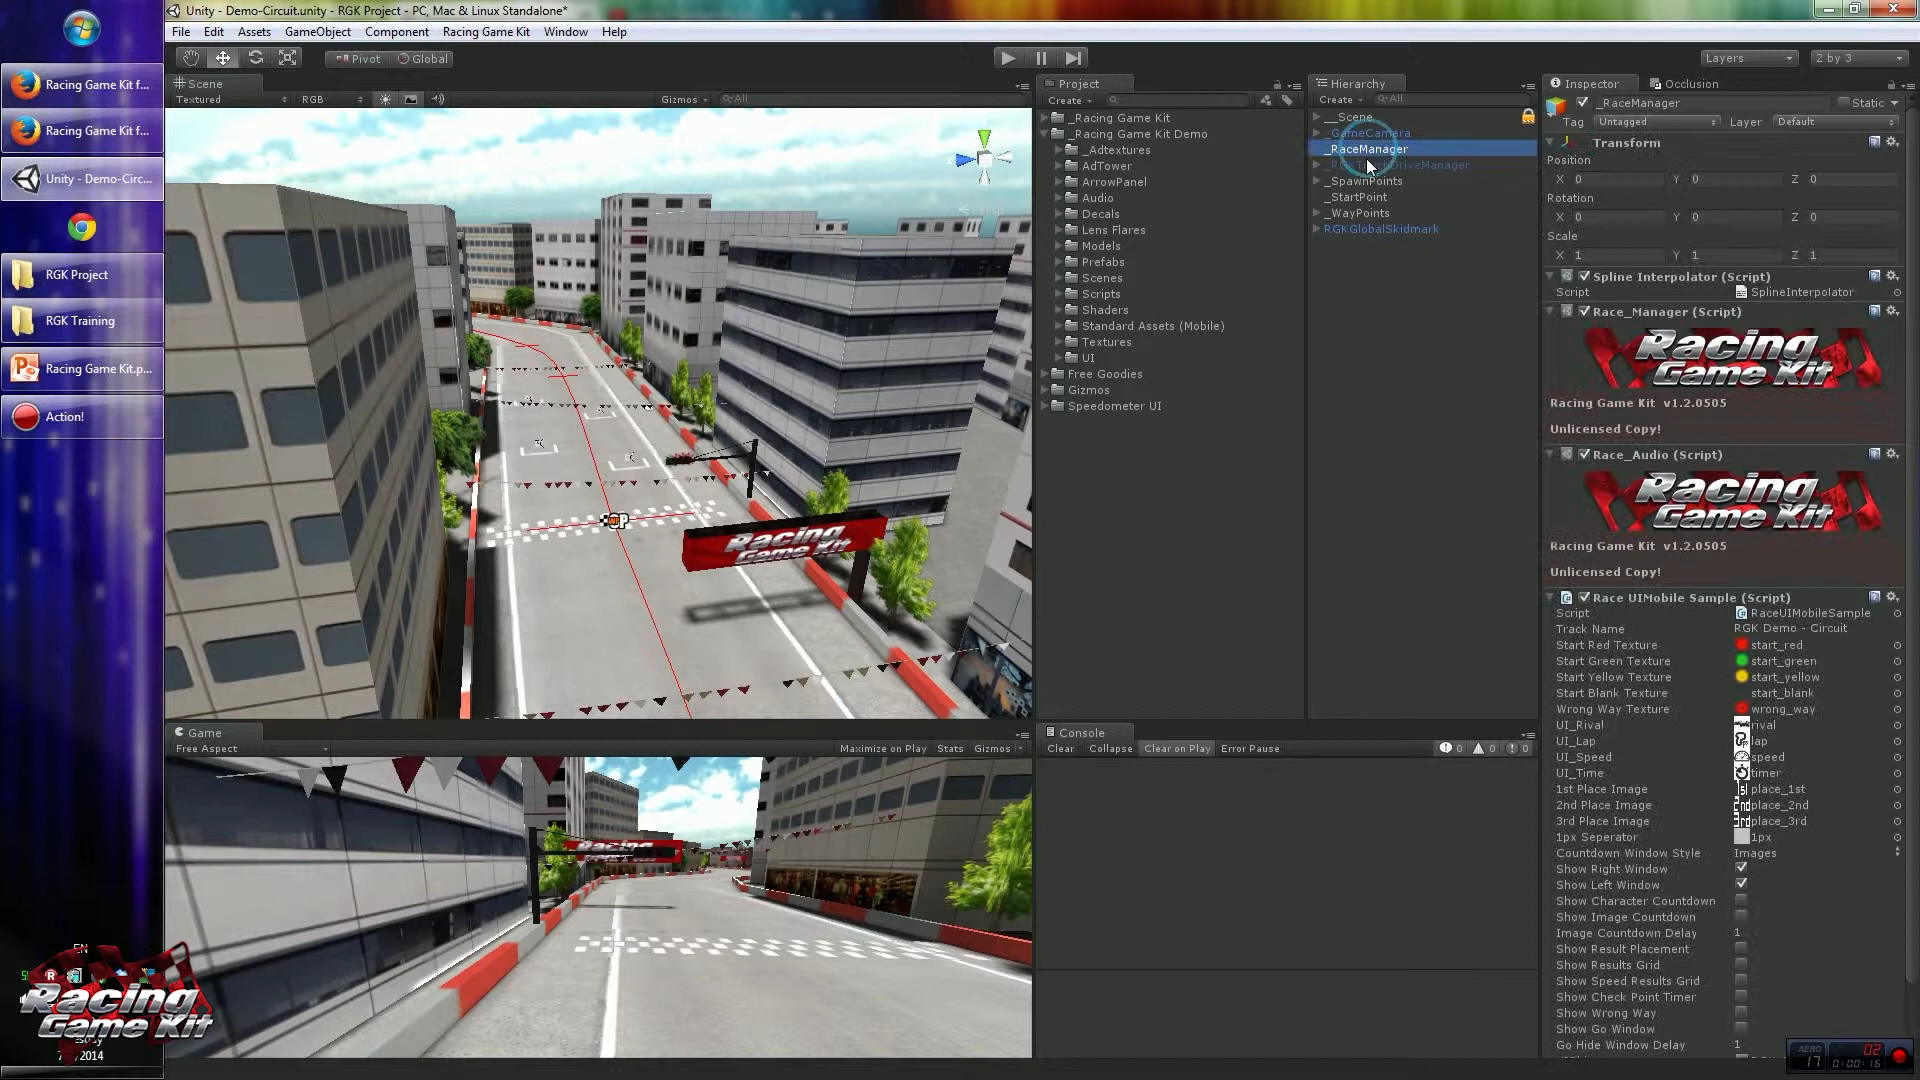 Unity - Demo-Circuit.unity - RGK Project - PC, Mac & Linux Standalone*
File Edit Assets GameObject Component Racing Game Kit Window Help
Pivot Global
Layers
2 by 3
Racing Game Kit f...
Racing Game Kit f...
Unity - Demo-Circ...
RGK Project
RGK Training
Racing Game Kit.p...
Action!
EN
Racing
Game Kit
Scene
Textured RGB Gizmos All
WP
Racing
Game Kit
Game
Free Aspect Maximize on Play Stats Gizmos
Project
Create
_Racing Game Kit
_Racing Game Kit Demo
_Adtextures
AdTower
ArrowPanel
Audio
Decals
Lens Flares
Models
Prefabs
Scenes
Scripts
Shaders
Standard Assets (Mobile)
Textures
UI
Free Goodies
Gizmos
Speedometer UI
Console
Clear Collapse Clear on Play Error Pause 0 0 0
Hierarchy
Create All
__Scene
_GameCamera
_RaceManager
_SpawnPoints
_StartPoint
_WayPoints
RGKGlobalSkidmark
Inspector Occlusion
_RaceManager Static
Tag Untagged Layer Default
Transform
Position
X 0 Y 0 Z 0
Rotation
X 0 Y 0 Z 0
Scale
X 1 Y 1 Z 1
Spline Interpolator (Script)
Script SplineInterpolator
Race_Manager (Script)
Racing
Game Kit
Racing Game Kit v1.2.0505
Unlicensed Copy!
Race_Audio (Script)
Racing
Game Kit
Racing Game Kit v1.2.0505
Unlicensed Copy!
Race UIMobile Sample (Script)
Script RaceUIMobileSample
Track Name RGK Demo - Circuit
Start Red Texture start_red
Start Green Texture start_green
Start Yellow Texture start_yellow
Start Blank Texture start_blank
Wrong Way Texture wrong_way
UI_Rival rival
UI_Lap lap
UI_Speed speed
UI_Time timer
1st Place Image place_1st
2nd Place Image place_2nd
3rd Place Image place_3rd
1px Seperator 1px
Countdown Window Style Images
Show Right Window
Show Left Window
Show Character Countdown
Show Image Countdown
Image Countdown Delay 1
Show Result Placement
Show Results Grid
Show Speed Results Grid
Show Check Point Timer
Show Wrong Way
Show Go Window
Go Hide Window Delay 1
AERO 02
17 0:00:16